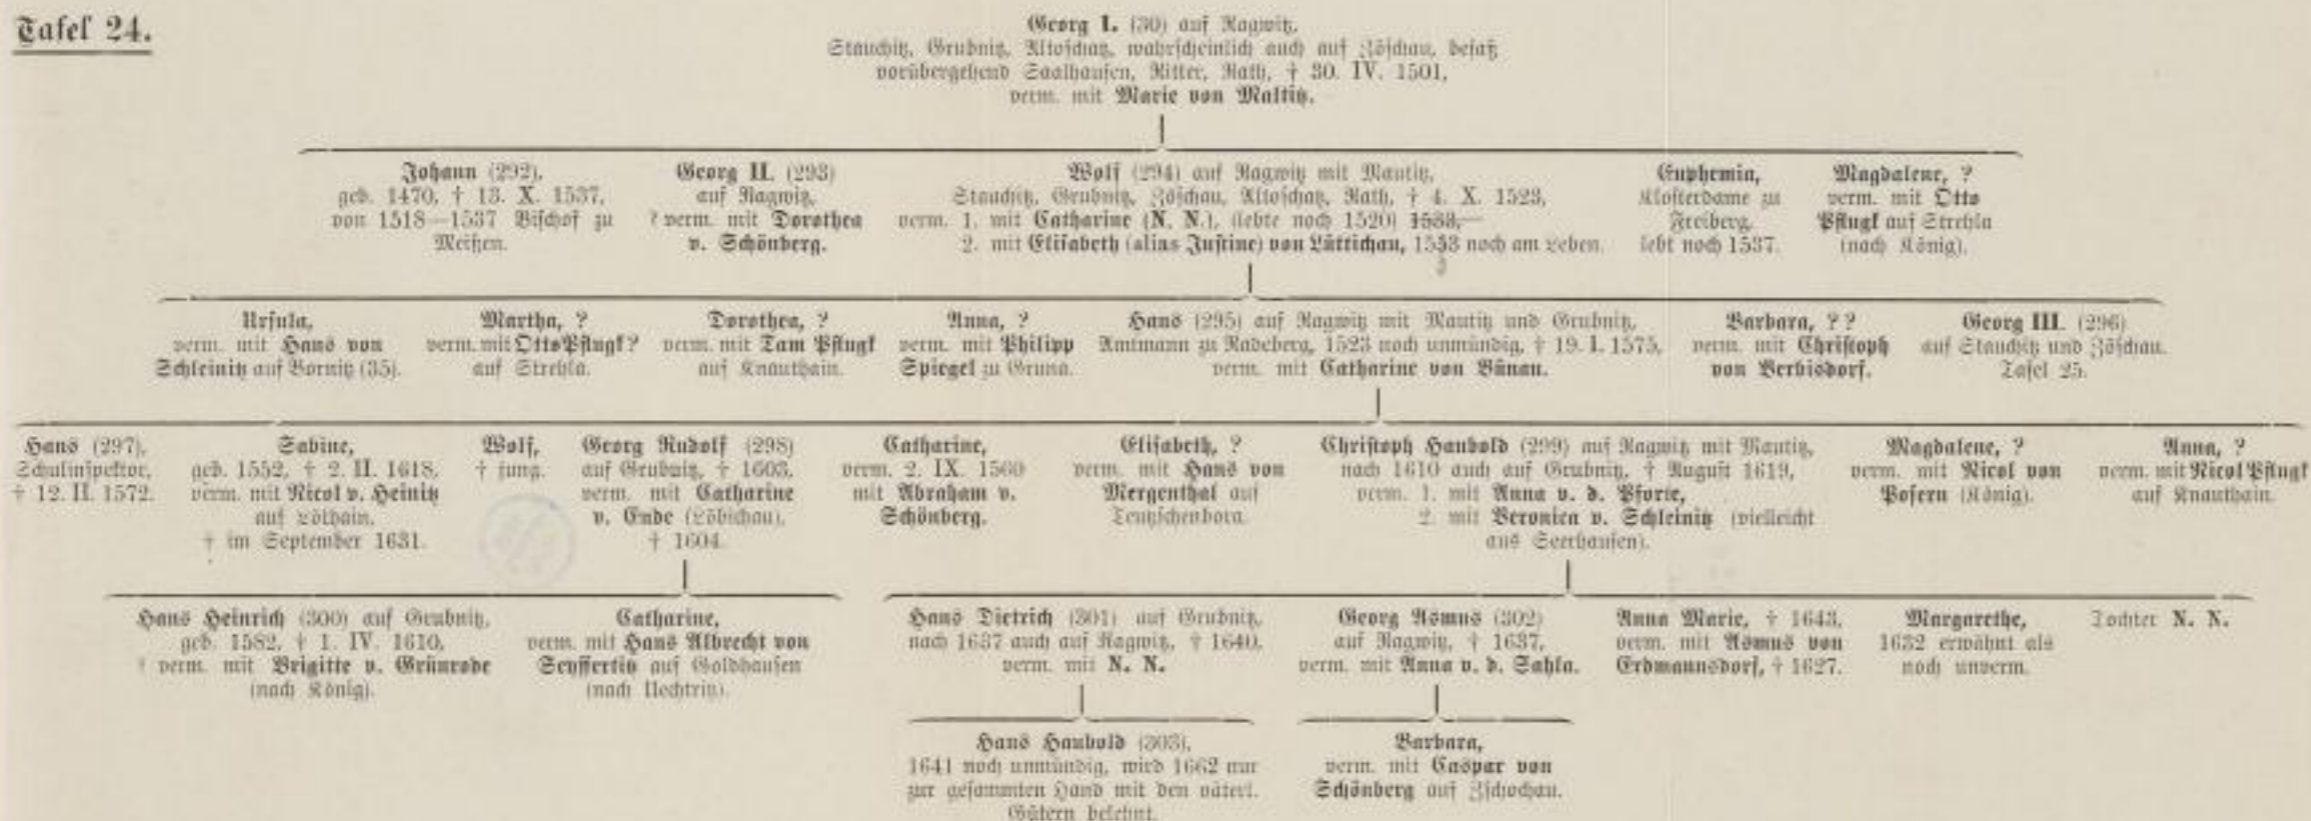 Tafel 24.
Georg I. (30) auf Ragwitz,
Stauchitz, Grubnitz, Altoschatz, wahrscheinlich auch auf Zöschau, besaß
vorübergehend Saalhausen, Ritter, Rath, † 30. IV. 1501,
verm. mit Marie von Maltitz.
Johann (292),
geb. 1470, † 13. X. 1537,
von 1518—1537 Bischof zu
Meißen.
Georg II. (293)
auf Ragwitz,
? verm. mit Dorothea
v. Schönberg.
Wolf (294) auf Ragwitz mit Mautitz,
Stauchitz, Grubnitz, Zöschau, Altoschatz, Rath, † 4. X. 1523,
verm. 1. mit Catharine (N. N.), (lebte noch 1520) 1533,
2. mit Elisabeth (alias Justine) von Lüttichau, 1533 noch am Leben.
Euphemia,
Klosterdame zu
Freiberg,
lebt noch 1537.
Magdalene, ?
verm. mit Otto
Pflugk auf Strehla
(nach König).
Ursula,
verm. mit Hans von
Schleinitz auf Bornitz (35).
Martha, ?
verm. mit Otto Pflugk?
auf Strehla.
Dorothea, ?
verm. mit Tam Pflugk
auf Knauthain.
Anna, ?
verm. mit Philipp
Spiegel zu Gruna.
Hans (295) auf Ragwitz mit Mautitz und Grubnitz,
Amtmann zu Radeberg, 1523 noch unmündig, † 19. I. 1575,
verm. mit Catharine von Bünau.
Barbara, ? ?
verm. mit Christoph
von Berbisdorf.
Georg III. (296)
auf Stauchitz und Zöschau.
Tafel 25.
Hans (297),
Schulinspektor,
† 12. II. 1572.
Sabine,
geb. 1552, † 2. II. 1618,
verm. mit Nicol v. Heinitz
auf Löthain,
† im September 1631.
Wolf,
† jung.
Georg Rudolf (298)
auf Grubnitz, † 1603,
verm. mit Catharine
v. Ende (Löbichau),
† 1604.
Catharine,
verm. 2. IX. 1560
mit Abraham v.
Schönberg.
Elisabeth, ?
verm. mit Hans von
Mergenthal auf
Deutzschenbora.
Christoph Haubold (299) auf Ragwitz mit Mautitz,
nach 1610 auch auf Grubnitz, † August 1619,
verm. 1. mit Anna v. d. Pforte,
2. mit Veronica v. Schleinitz (vielleicht
aus Seerhausen).
Magdalene, ?
verm. mit Nicol von
Posern (König).
Anna, ?
verm. mit Nicol Pflugk
auf Knauthain.
Hans Heinrich (300) auf Grubnitz,
geb. 1582, † 1. IV. 1610,
? verm. mit Brigitte v. Grünrode
(nach König).
Catharine,
verm. mit Hans Albrecht von
Seyffertitz auf Goldhausen
(nach Uechtritz).
Hans Dietrich (301) auf Grubnitz,
nach 1637 auch auf Ragwitz, † 1640,
verm. mit N. N.
Georg Asmus (302)
auf Ragwitz, † 1637,
verm. mit Anna v. d. Sahla.
Anna Marie, † 1643,
verm. mit Asmus von
Erdmannsdorf, † 1627.
Margarethe,
1632 erwähnt als
noch unverm.
Tochter N. N.
Hans Haubold (303),
1641 noch unmündig, wird 1662 nur
zur gesammten Hand mit den väterl.
Gütern belehnt.
Barbara,
verm. mit Caspar von
Schönberg auf Zschochau.